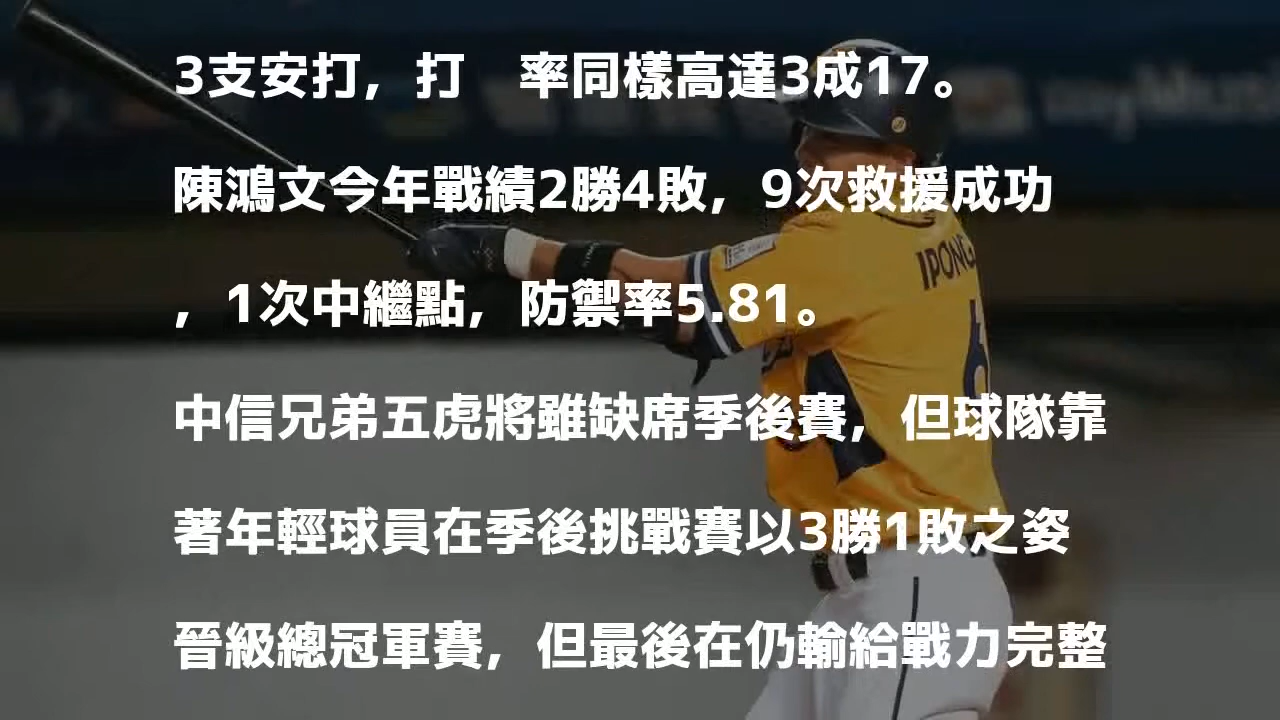 3支安打，打　率同樣高達3成17。
陳鴻文今年戰績2勝4敗，9次救援成功
，1次中繼點，防禦率5.81。
中信兄弟五虎將雖缺席季後賽，但球隊靠
著年輕球員在季後挑戰賽以3勝1敗之姿
晉級總冠軍賽，但最後在仍輸給戰力完整
IPONG
6